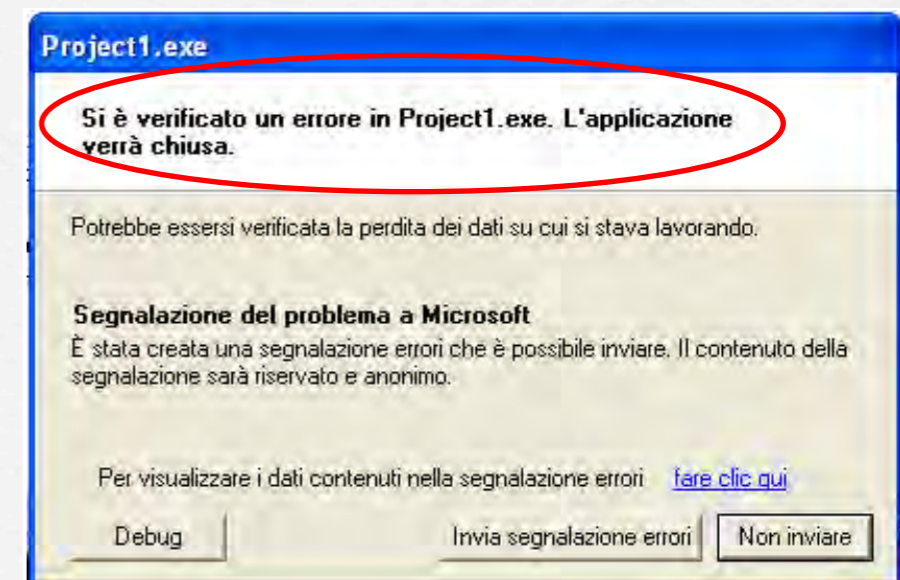 Project1.exe
Si è verificato un errore in Project1.exe. L'applicazione
verrà chiusa.
Potrebbe essersi verificata la perdita dei dati su cui si stava lavorando.
Segnalazione del problema a Microsoft
È stata creata una segnalazione errori che è possibile inviare. Il contenuto della
segnalazione sarà riservato e anonimo.
Per visualizzare i dati contenuti nella segnalazione errori fare clic qui
Debug Invia segnalazione errori Non inviare